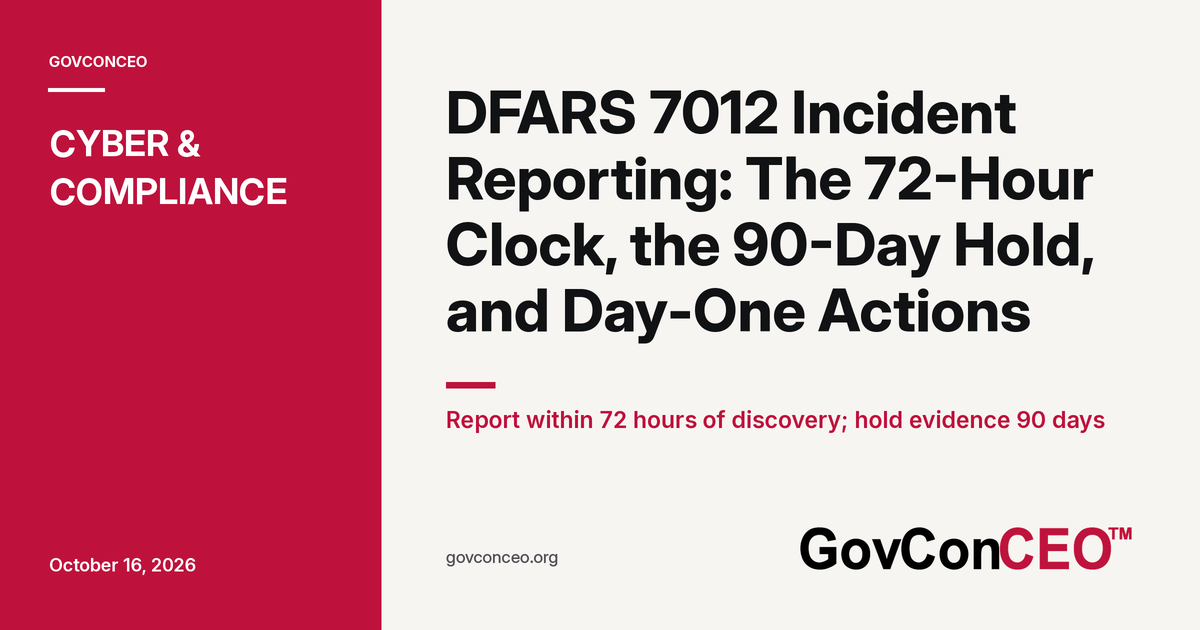 GOVCONCEO
CYBER &
COMPLIANCE
October 16, 2026
DFARS 7012 Incident
Reporting: The 72-Hour
Clock, the 90-Day Hold,
and Day-One Actions
Report within 72 hours of discovery; hold evidence 90 days
govconceo.org
GovConCEO™